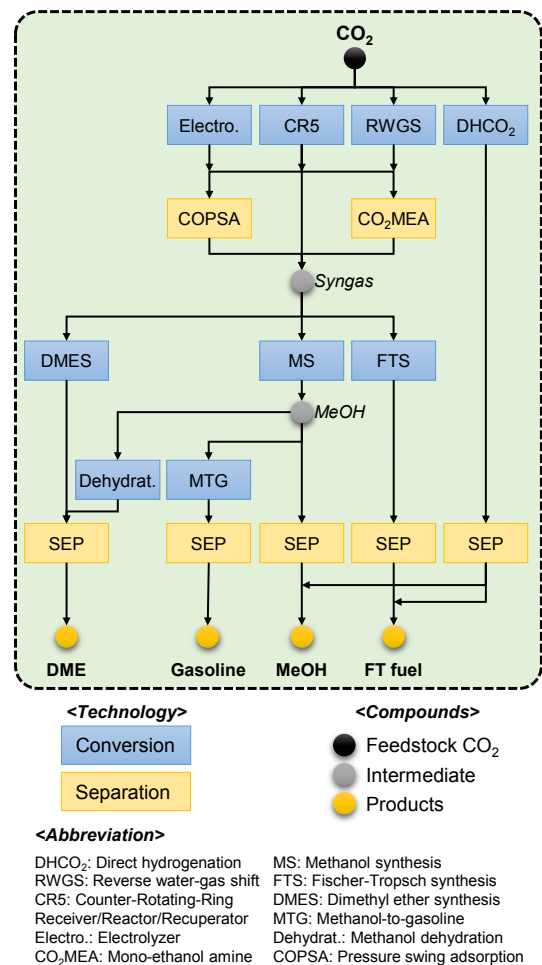 CO₂
Electro. CR5 RWGS DHCO₂
COPSA CO₂MEA
Syngas
DMES MS FTS
MeOH
Dehydrat. MTG
SEP SEP SEP SEP SEP
DME Gasoline MeOH FT fuel
<Technology> <Compounds>
Conversion Feedstock CO₂
Intermediate
Separation Products
<Abbreviation>
DHCO₂: Direct hydrogenation MS: Methanol synthesis
RWGS: Reverse water-gas shift FTS: Fischer-Tropsch synthesis
CR5: Counter-Rotating-Ring DMES: Dimethyl ether synthesis
Receiver/Reactor/Recuperator MTG: Methanol-to-gasoline
Electro.: Electrolyzer Dehydrat.: Methanol dehydration
CO₂MEA: Mono-ethanol amine COPSA: Pressure swing adsorption